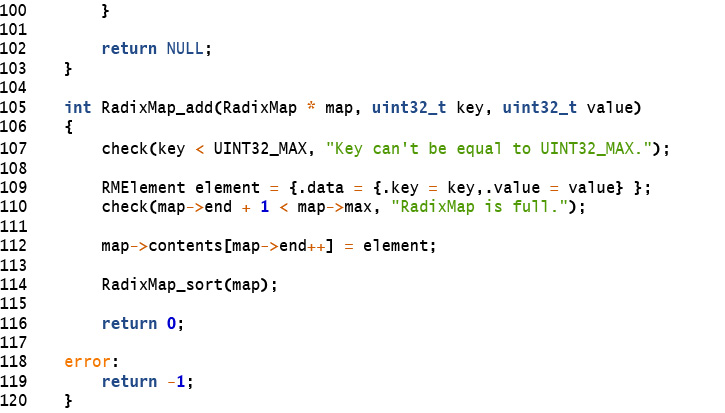 100        }
101
102        return NULL;
103    }
104
105    int RadixMap_add(RadixMap * map, uint32_t key, uint32_t value)
106    {
107        check(key < UINT32_MAX, "Key can't be equal to UINT32_MAX.");
108
109        RMElement element = {.data = {.key = key,.value = value} };
110        check(map->end + 1 < map->max, "RadixMap is full.");
111
112        map->contents[map->end++] = element;
113
114        RadixMap_sort(map);
115
116        return 0;
117
118    error:
119        return -1;
120    }